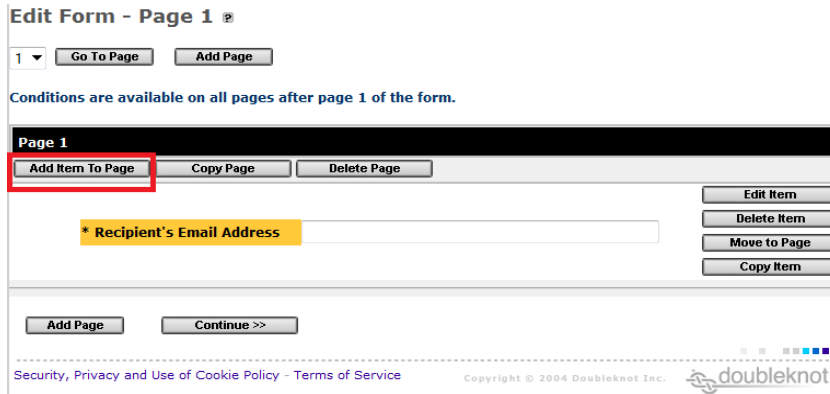 Edit Form - Page 1 ?
1 Go To Page Add Page
Conditions are available on all pages after page 1 of the form.
Page 1
Add Item To Page Copy Page Delete Page
Edit Item
Delete Item
* Recipient's Email Address
Move to Page
Copy Item
Add Page Continue >>
Security, Privacy and Use of Cookie Policy - Terms of Service Copyright © 2004 Doubleknot Inc. doubleknot